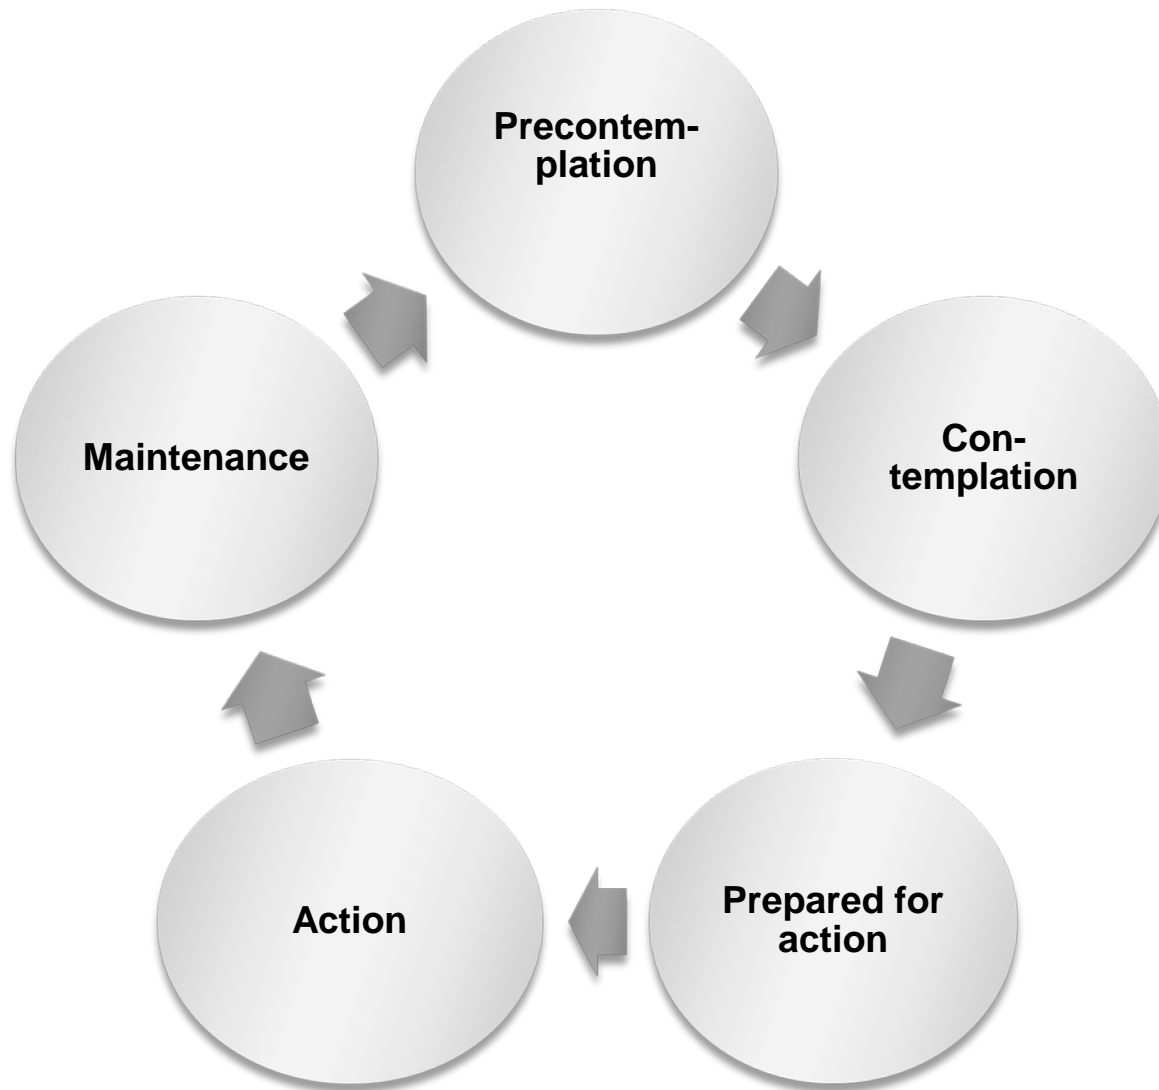 Precontem-
plation
Con-
templation
Prepared for
action
Action
Maintenance